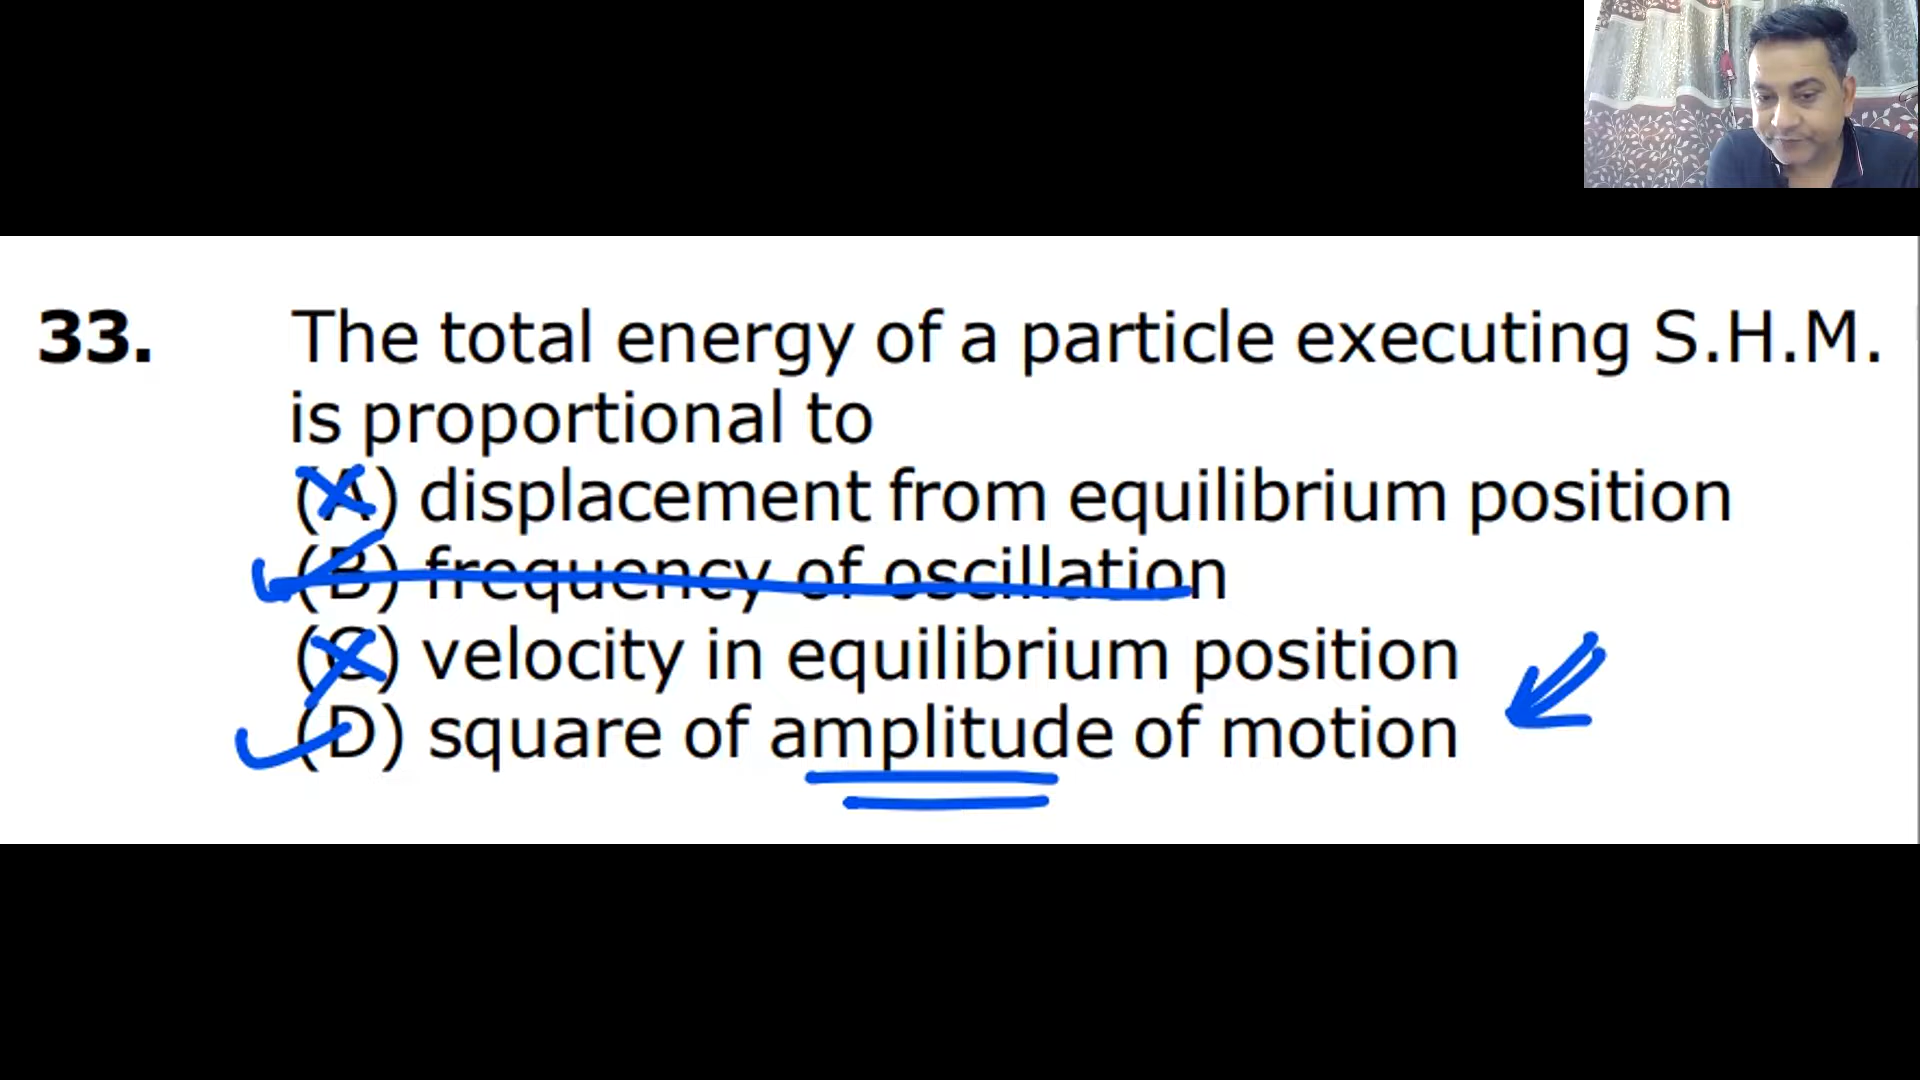 33. The total energy of a particle executing S.H.M.
is proportional to
(A) displacement from equilibrium position
(B) frequency of oscillation
(C) velocity in equilibrium position
(D) square of amplitude of motion